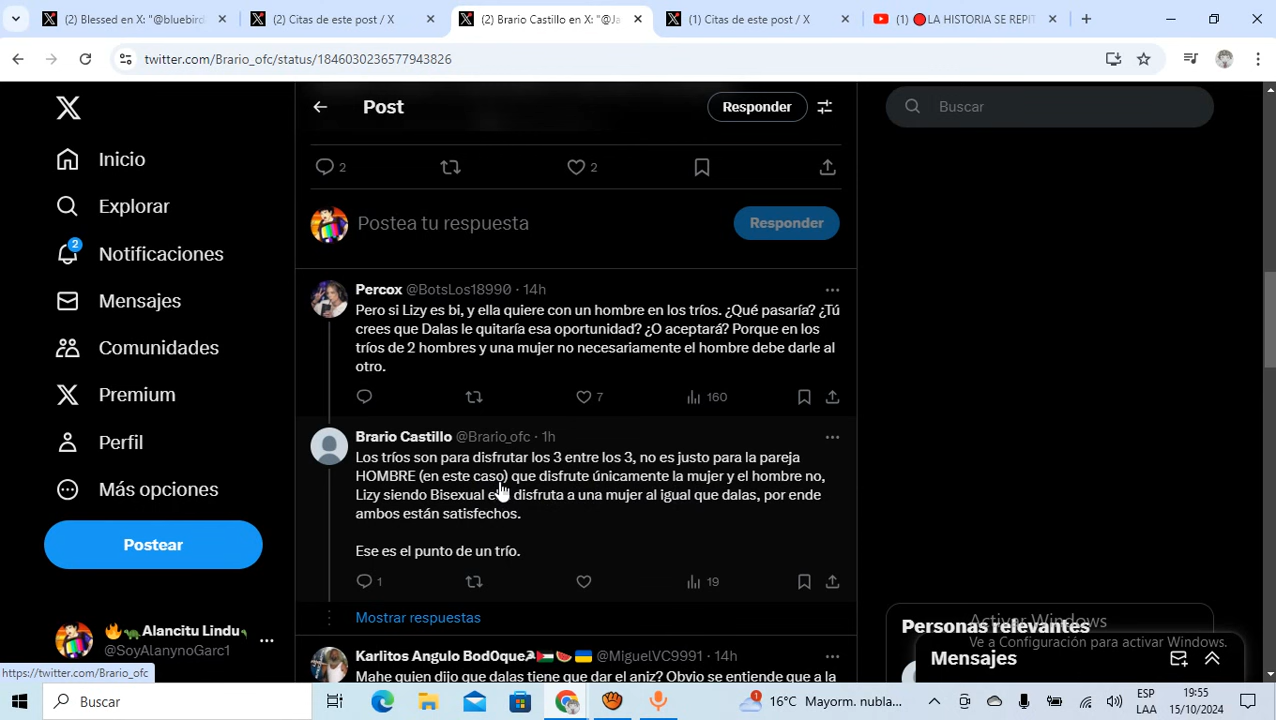 (2) Blessed en X: "@bluebird
(2) Citas de este post / X
(2) Brario Castillo en X: "@Ja
(1) Citas de este post / X
(1) 🔴LA HISTORIA SE REPIT
twitter.com/Brario_ofc/status/1846030236577943826
Post
Responder
Buscar
Inicio
Explorar
2
Notificaciones
Mensajes
Comunidades
Premium
Perfil
Más opciones
Postear
🔥🦖Alancitu Lindu
@SoyAlanynoGarc1
2
2
Postea tu respuesta
Responder
Percox @BotsLos18990 · 14h
Pero si Lizy es bi, y ella quiere con un hombre en los tríos. ¿Qué pasaría? ¿Tú
crees que Dalas le quitaría esa oportunidad? ¿O aceptará? Porque en los
tríos de 2 hombres y una mujer no necesariamente el hombre debe darle al
otro.
7
160
Brario Castillo @Brario_ofc · 1h
Los tríos son para disfrutar los 3 entre los 3, no es justo para la pareja
HOMBRE (en este caso) que disfrute únicamente la mujer y el hombre no,
Lizy siendo Bisexual disfruta a una mujer al igual que dalas, por ende
ambos están satisfechos.
Ese es el punto de un trío.
1
19
Mostrar respuestas
Karlitos Angulo Bod0que @MiguelVC9991 · 14h
Mahe quien dijo que dalas tiene que dar el aniz? Obvio se entiende que a la
Personas relevantes
Activar Windows
Ve a Configuración para activar Windows.
Mensajes
https://twitter.com/Brario_ofc
Buscar
1
16°C Mayorm. nubla...
ESP
LAA
19:55
15/10/2024